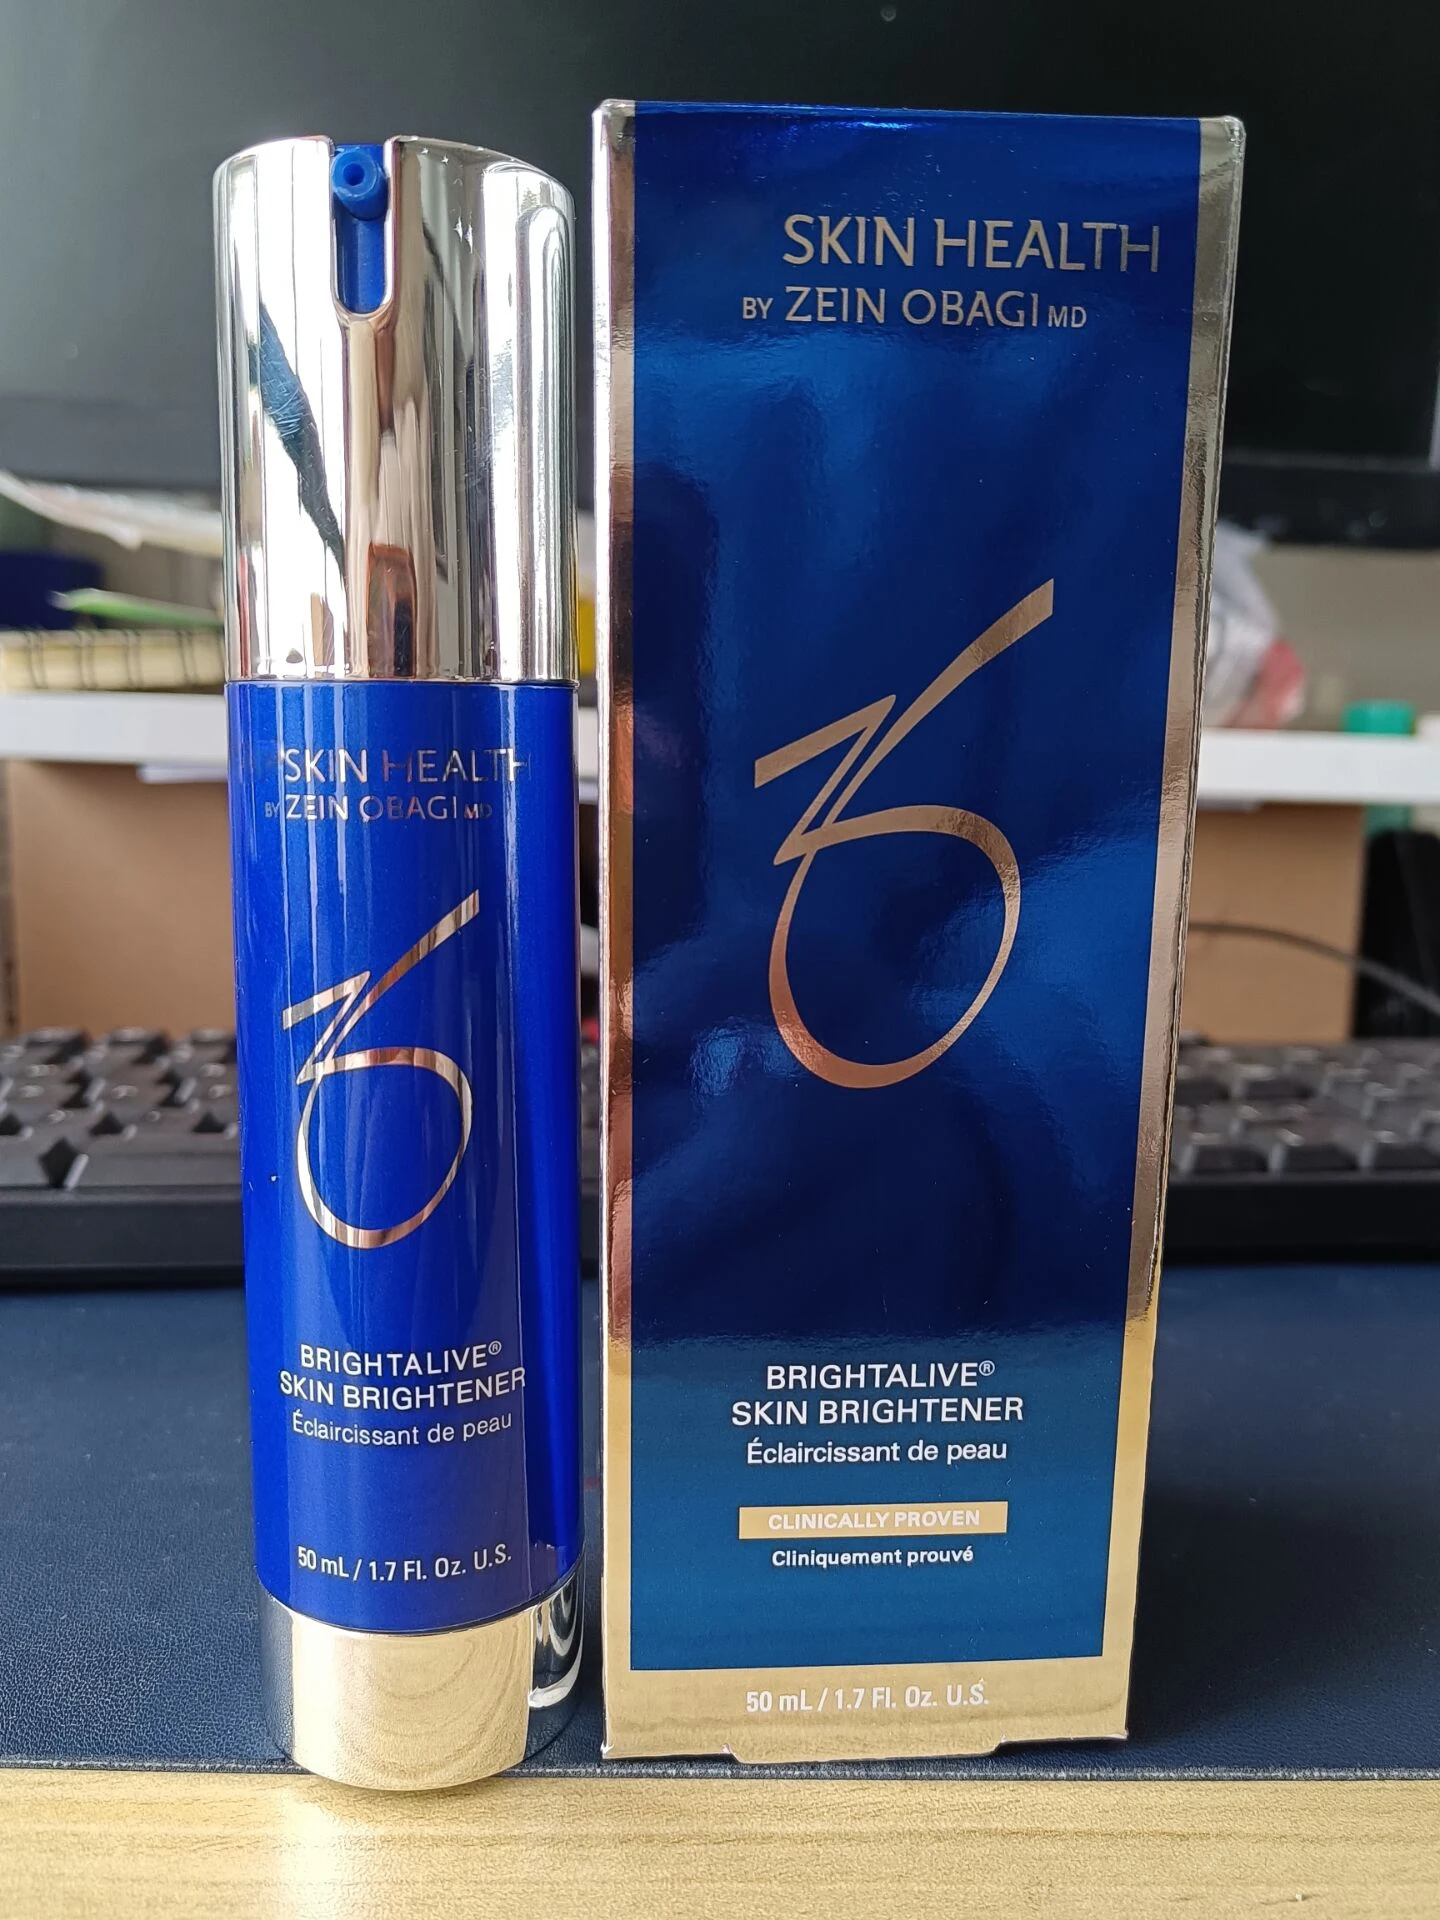 SKIN HEALTH
BY ZEIN OBAGI MD
BRIGHTALIVE®
SKIN BRIGHTENER
Éclaircissant de peau
50 mL / 1.7 Fl. Oz. U.S.
SKIN HEALTH
BY ZEIN OBAGI MD
BRIGHTALIVE®
SKIN BRIGHTENER
Éclaircissant de peau
CLINICALLY PROVEN
Cliniquement prouvé
50 mL / 1.7 Fl. Oz. U.S.